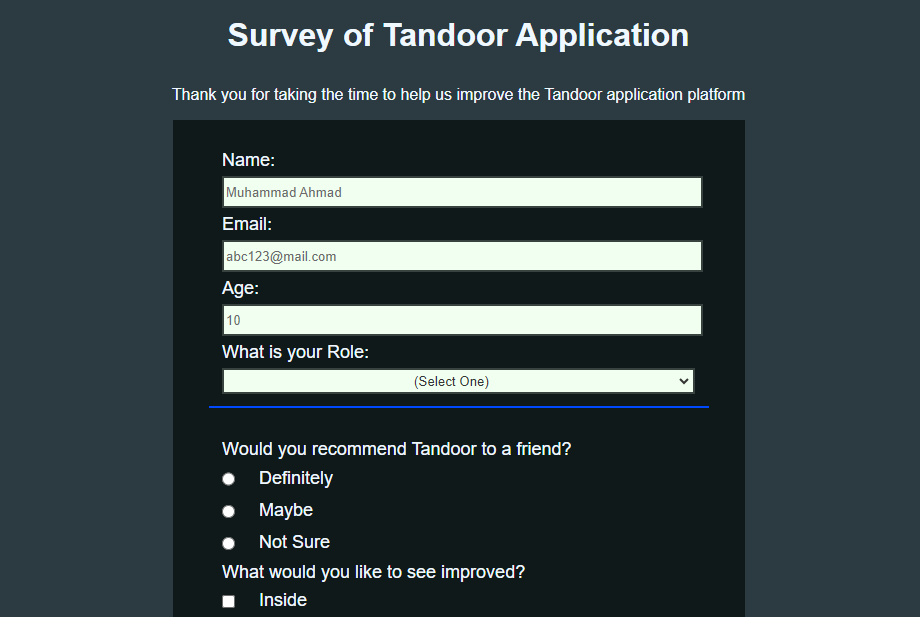 Survey of Tandoor Application
Thank you for taking the time to help us improve the Tandoor application platform
Name:
Muhammad Ahmad
Email:
abc123@mail.com
Age:
10
What is your Role:
(Select One)
Would you recommend Tandoor to a friend?
Definitely
Maybe
Not Sure
What would you like to see improved?
Inside